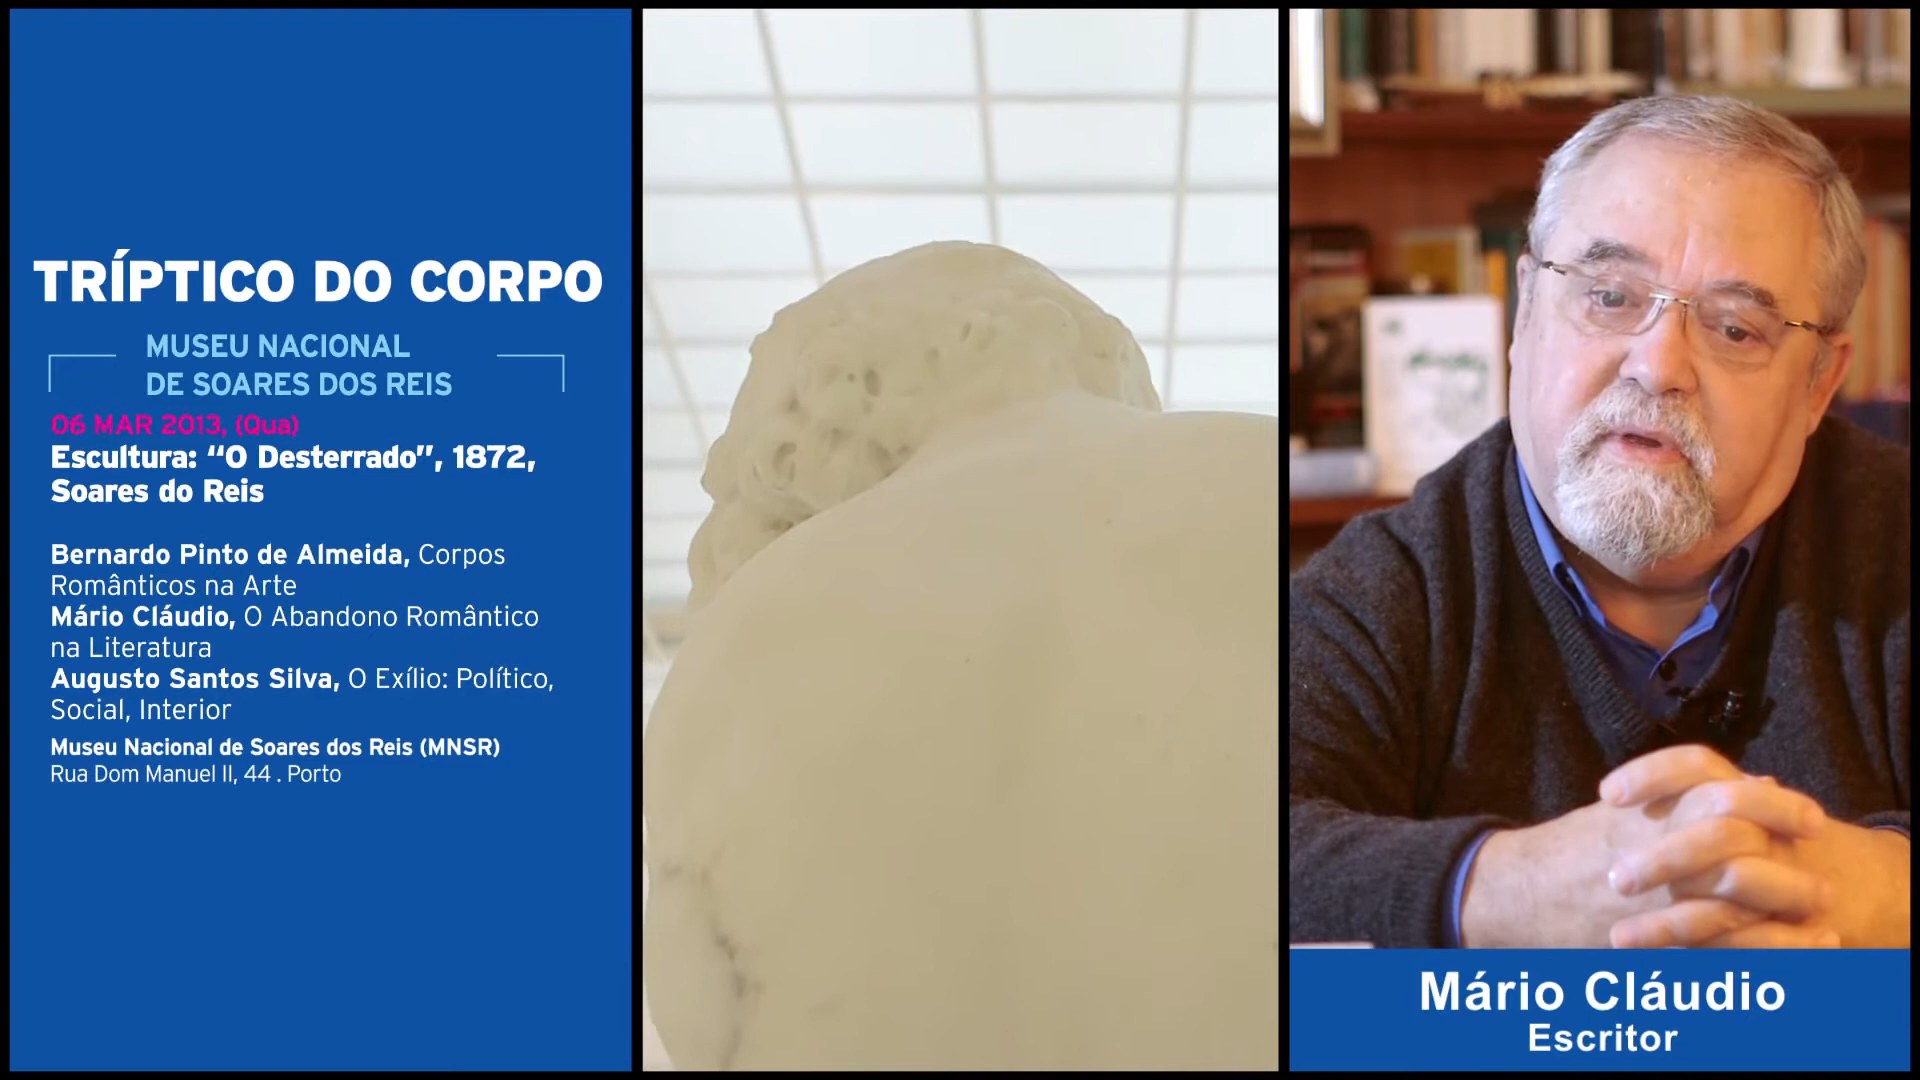 TRÍPTICO DO CORPO
MUSEU NACIONAL
DE SOARES DOS REIS
06 MAR 2013, (Qua)
Escultura: “O Desterrado”, 1872,
Soares do Reis
Bernardo Pinto de Almeida, Corpos
Românticos na Arte
Mário Cláudio, O Abandono Romântico
na Literatura
Augusto Santos Silva, O Exílio: Político,
Social, Interior
Museu Nacional de Soares dos Reis (MNSR)
Rua Dom Manuel II, 44 . Porto
Mário Cláudio
Escritor